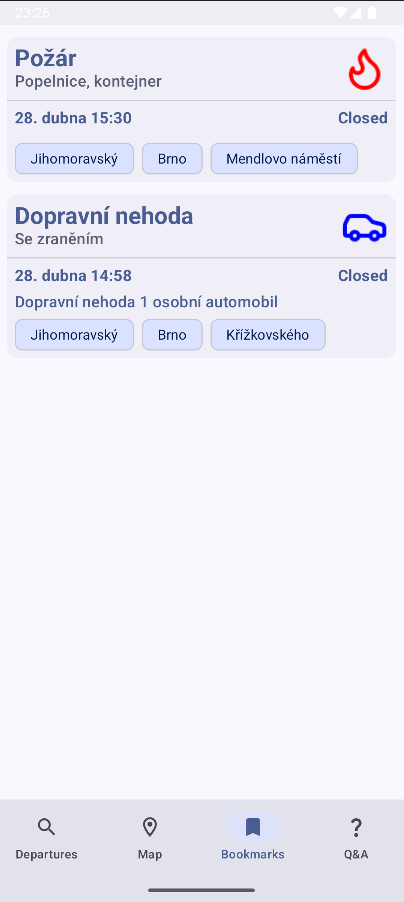 23:26
Požár
Popelnice, kontejner
28. dubna 15:30 Closed
Jihomoravský Brno Mendlovo náměstí
Dopravní nehoda
Se zraněním
28. dubna 14:58 Closed
Dopravní nehoda 1 osobní automobil
Jihomoravský Brno Křížkovského
Departures Map Bookmarks Q&A